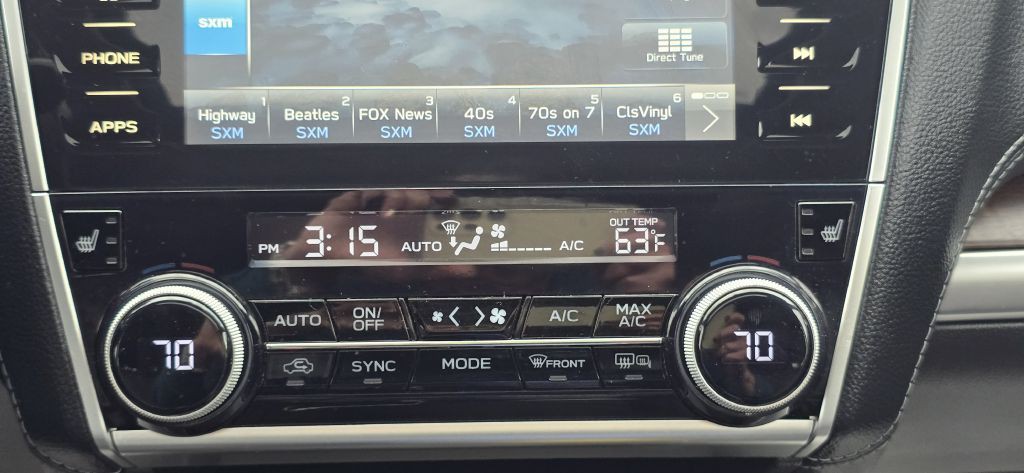 sxm
PHONE
Direct Tune
1 2 3 4 5 6
Highway Beatles FOX News 40s 70s on 7 ClsVinyl
SXM SXM SXM SXM SXM SXM
APPS
OUT TEMP
PM 3:15 AUTO A/C 63°F
AUTO ON/OFF A/C MAX A/C
70 70
SYNC MODE FRONT